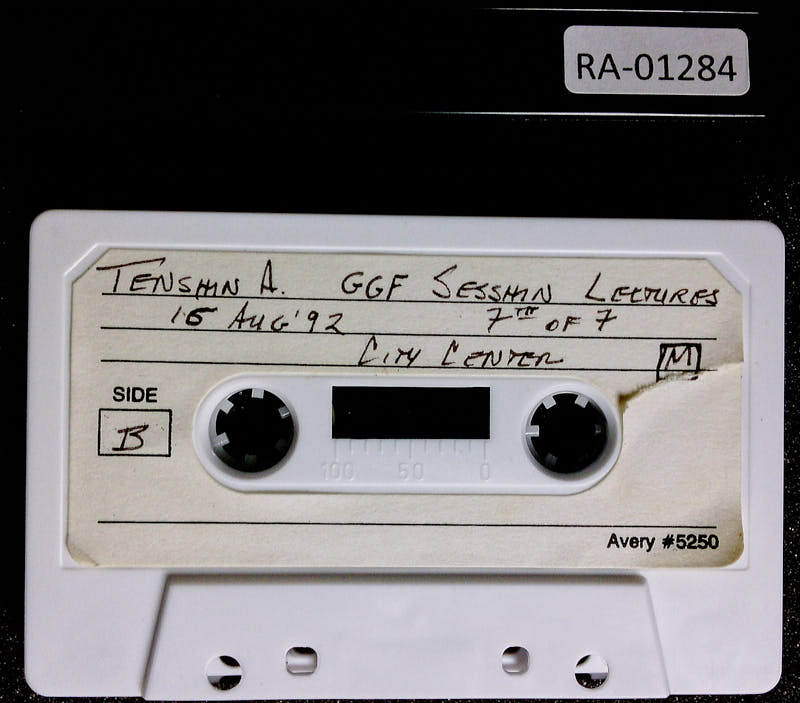 RA-01284
TENSHIN A. GGF SESSHIN LECTURES
15 AUG '92 7TH OF 7
CITY CENTER M
SIDE
B
100 50 0
Avery #5250